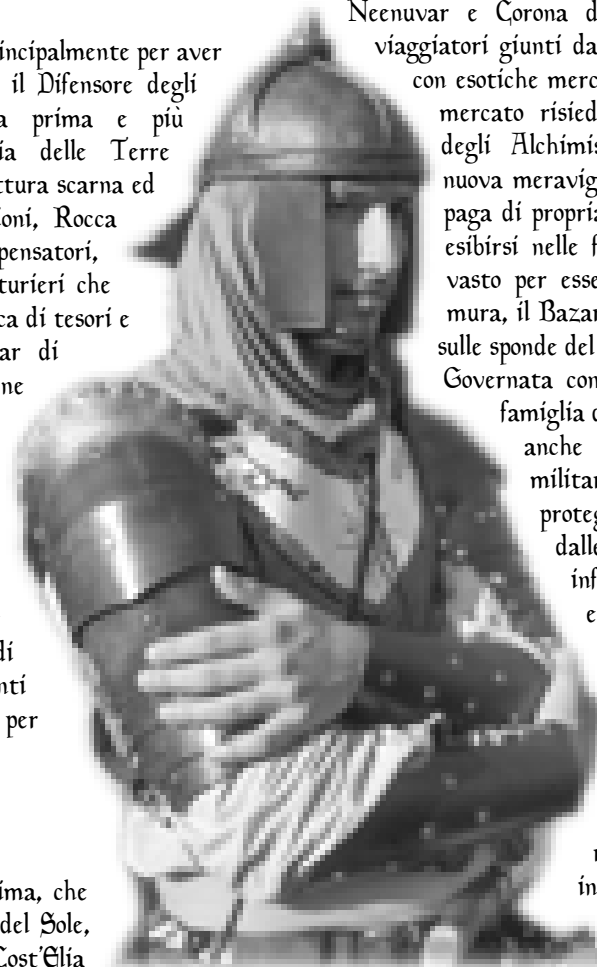 incipalmente per aver
il Difensore degli
a prima e più
ia delle Terre
ttura scarna ed
oni, Rocca
pensatori,
turieri che
ca di tesori e
ar di
ne
di
nti
per
ima, che
del Sole,
Cost'Elia
Neenuvar e Corona d
viaggiatori giunti da
con esotiche merc
mercato risied
degli Alchimis
nuova meravig
paga di propria
esibirsi nelle f
vasto per esse
mura, il Bazar
sulle sponde del
Governata con
famiglia d
anche
militar
proteg
dalle
inf
e
in